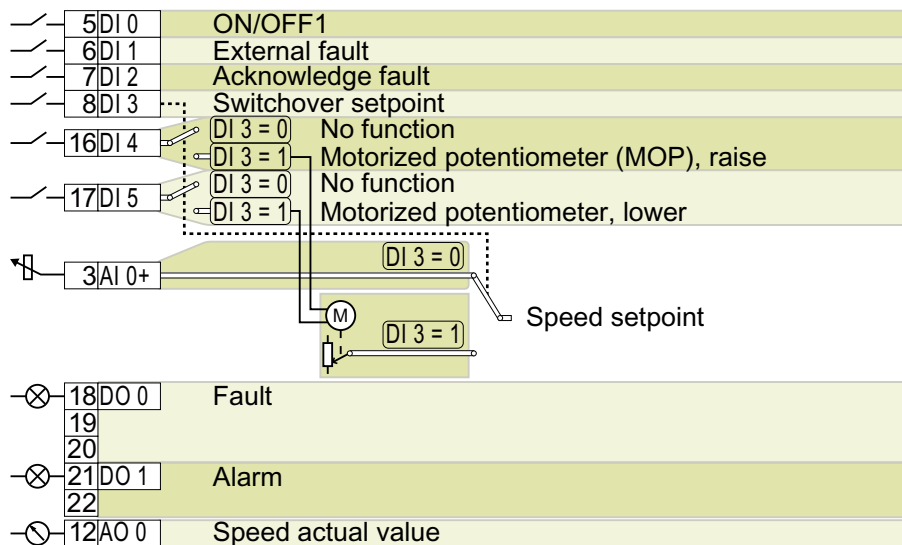 5 DI 0 ON/OFF1
6 DI 1 External fault
7 DI 2 Acknowledge fault
8 DI 3 Switchover setpoint
16 DI 4 DI 3 = 0 No function
DI 3 = 1 Motorized potentiometer (MOP), raise
17 DI 5 DI 3 = 0 No function
DI 3 = 1 Motorized potentiometer, lower
3 AI 0+ DI 3 = 0
Speed setpoint
M
DI 3 = 1
18 DO 0 Fault
19
20
21 DO 1 Alarm
22
12 AO 0 Speed actual value